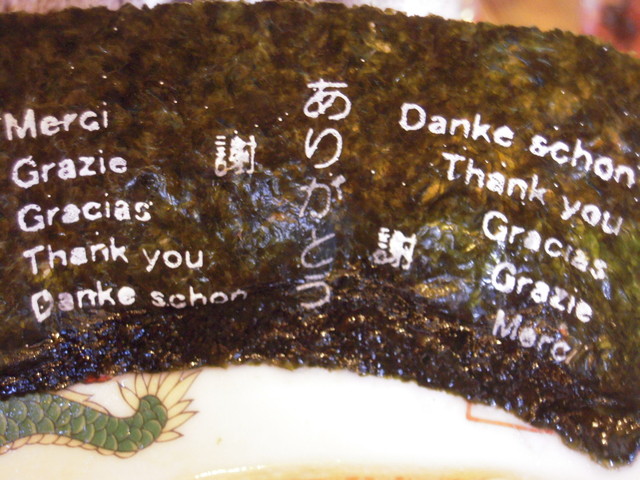 Merci
Grazie
Gracias
Thank you
Danke schon
謝
ありがとう
謝
Danke schon
Thank you
Gracias
Grazie
Merci